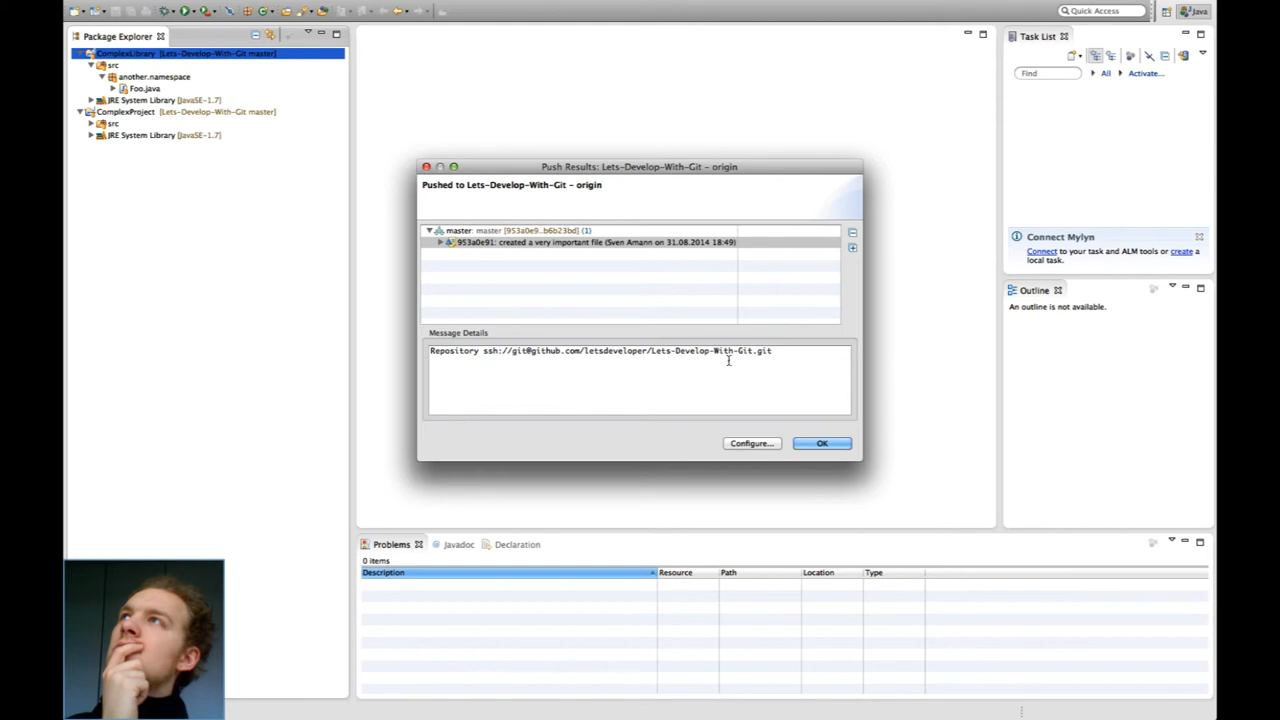 Quick Access
Java
Package Explorer
ComplexLibrary [Lets-Develop-With-Git master]
src
another.namespace
Foo.java
JRE System Library [JavaSE-1.7]
ComplexProject [Lets-Develop-With-Git master]
src
JRE System Library [JavaSE-1.7]
Push Results: Lets-Develop-With-Git - origin
Pushed to Lets-Develop-With-Git - origin
master: master [953a0e9..b6b23bd] (1)
953a0e91: created a very important file (Sven Amann on 31.08.2014 18:49)
Message Details
Repository ssh://git@github.com/letsdeveloper/Lets-Develop-With-Git.git
Configure...
OK
Task List
Find
All
Activate...
Connect Mylyn
Connect to your task and ALM tools or create a
local task.
Outline
An outline is not available.
Problems
@ Javadoc
Declaration
0 items
Description
Resource
Path
Location
Type